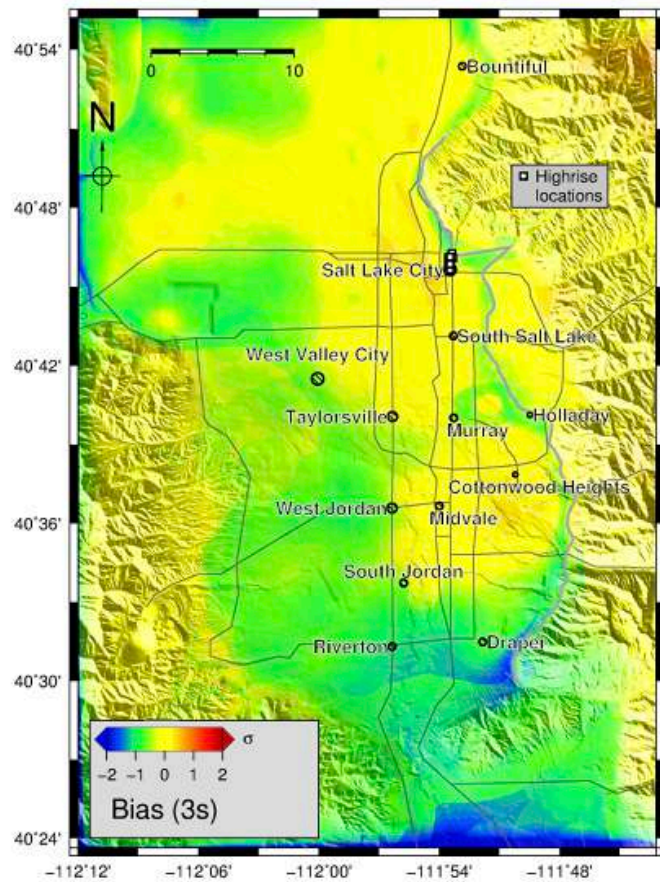 40°54'
0 10
Bountiful
N
Highrise
locations
40°48'
Salt Lake City
South Salt Lake
40°42'
West Valley City
Taylorsville
Murray
Holladay
Cottonwood Heights
40°36'
West Jordan
Midvale
South Jordan
Riverton
Draper
40°30'
σ
−2 −1 0 1 2
Bias (3s)
40°24'
−112°12' −112°06' −112°00' −111°54' −111°48'